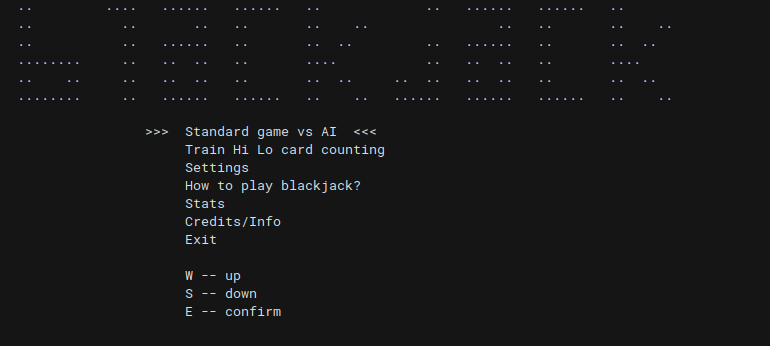 >>> Standard game vs AI <<<
Train Hi Lo card counting
Settings
How to play blackjack?
Stats
Credits/Info
Exit
W -- up
S -- down
E -- confirm